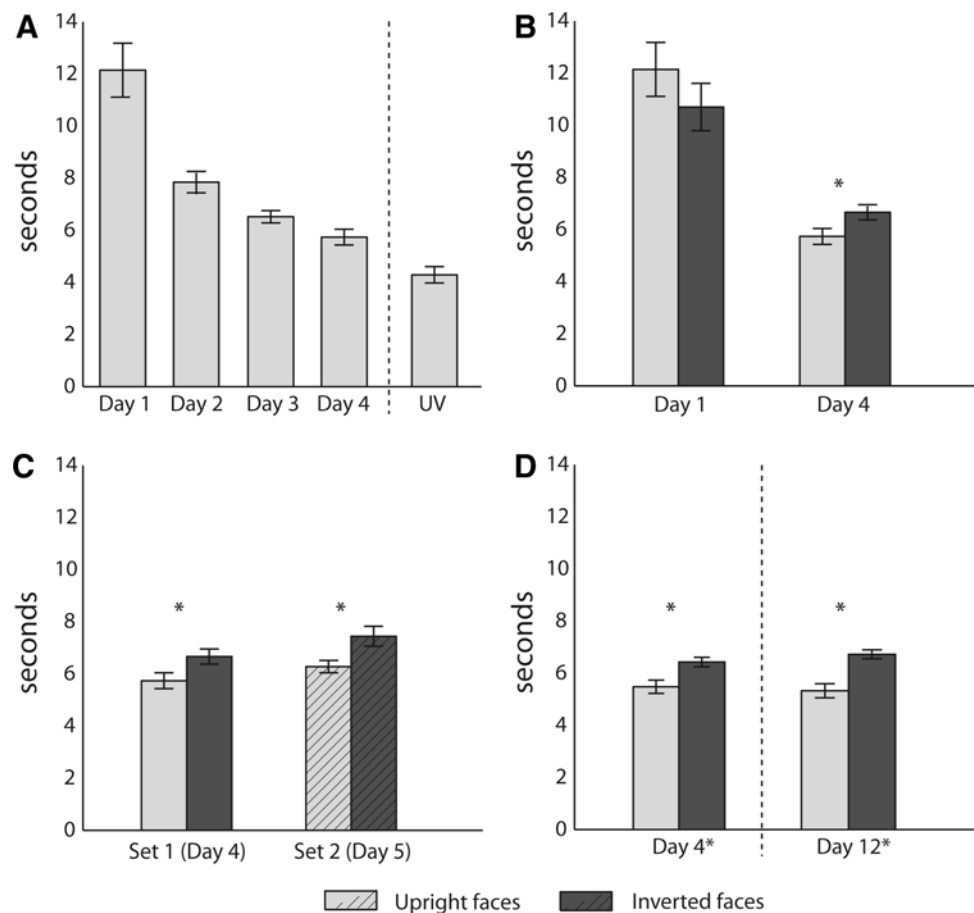 A
14
12
10
8
6
4
2
0
seconds
Day 1 Day 2 Day 3 Day 4 UV
B
14
12
10
8
6
4
2
0
seconds
*
Day 1 Day 4
C
14
12
10
8
6
4
2
0
seconds
* *
Set 1 (Day 4) Set 2 (Day 5)
D
14
12
10
8
6
4
2
0
seconds
* *
Day 4* Day 12*
Upright faces Inverted faces